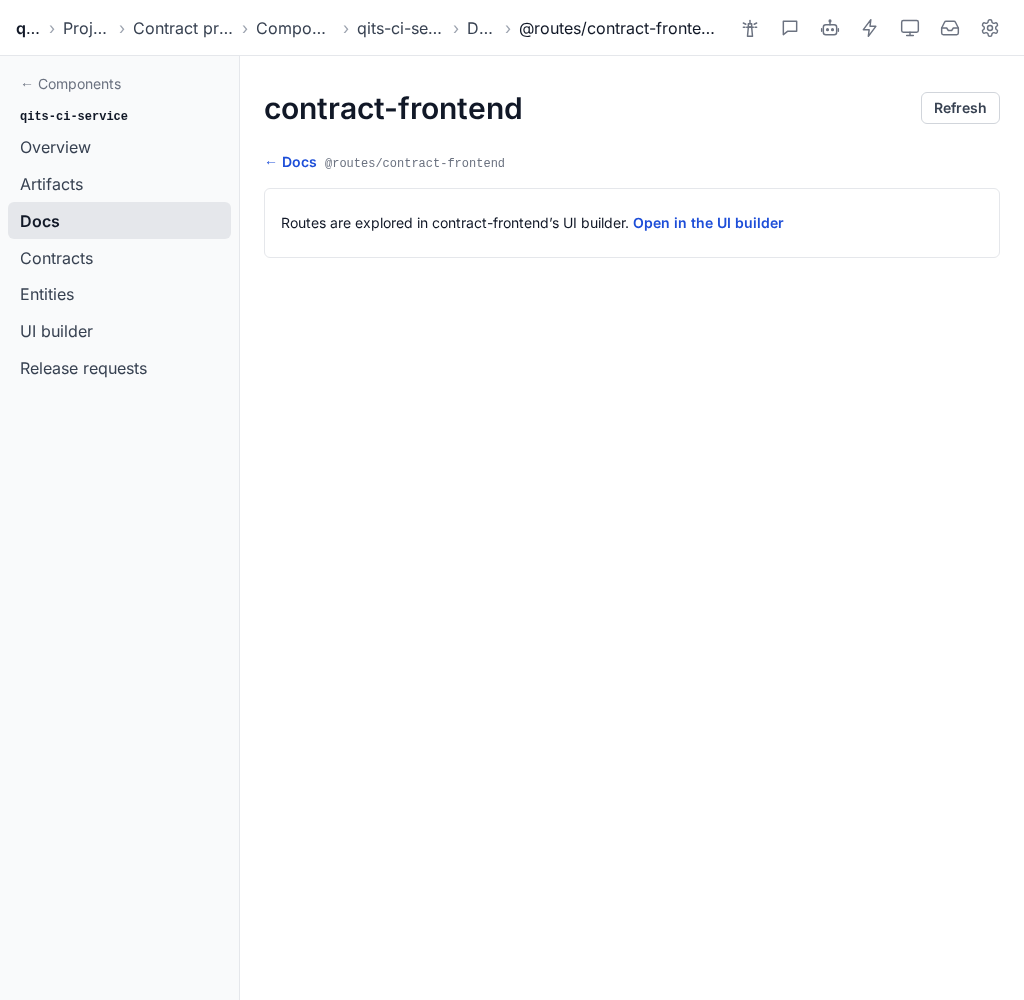 q… › Proj… › Contract pr… › Compo… › qits-ci-se… › D… › @routes/contract-fronte…
← Components
qits-ci-service
Overview
Artifacts
Docs
Contracts
Entities
UI builder
Release requests
contract-frontend
Refresh
← Docs @routes/contract-frontend
Routes are explored in contract-frontend’s UI builder. Open in the UI builder